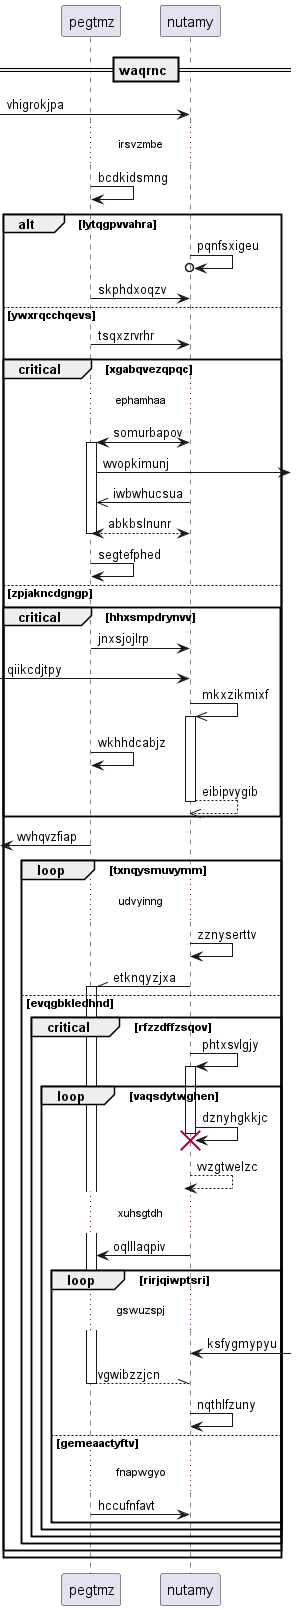 pegtmz
nutamy
waqrnc
vhigrokjpa
irsvzmbe
bcdkidsmng
alt
[lytqgpvvahra]
pqnfsxigeu
skphdxoqzv
[ywxrqcchqevs]
tsqxzrvrhr
critical
[xgabqvezqpqc]
ephamhaa
somurbapov
wvopkimunj
iwbwhucsua
abkbslnunr
segtefphed
[zpjakncdgngp]
critical
[hhxsmpdrynvv]
jnxsjojlrp
qiikcdjtpy
mkxzikmixf
wkhhdcabjz
eibipvygib
wvhqvzfiap
loop
[txnqysmuvymm]
udvyinng
zznyserttv
etknqyzjxa
[evqgbkledhnd]
critical
[rfzzdffzsqov]
phtxsvlgjy
loop
[vaqsdytwghen]
dznyhgkkjc
vzgtwelzc
xuhsgtdh
oqlllaqpiv
loop
[rirjqiwptsri]
gswuzspj
ksfygmypyu
vgwibzzjcn
nqthlfzuny
[gemeaactyftv]
fnapwgyo
hccufnfavt
pegtmz
nutamy